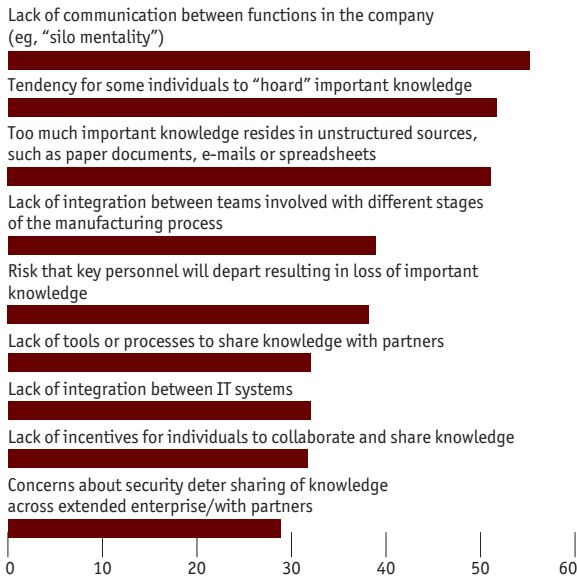 Lack of communication between functions in the company
(eg, “silo mentality”)
Tendency for some individuals to “hoard” important knowledge
Too much important knowledge resides in unstructured sources,
such as paper documents, e-mails or spreadsheets
Lack of integration between teams involved with different stages
of the manufacturing process
Risk that key personnel will depart resulting in loss of important
knowledge
Lack of tools or processes to share knowledge with partners
Lack of integration between IT systems
Lack of incentives for individuals to collaborate and share knowledge
Concerns about security deter sharing of knowledge
across extended enterprise/with partners
0 10 20 30 40 50 60